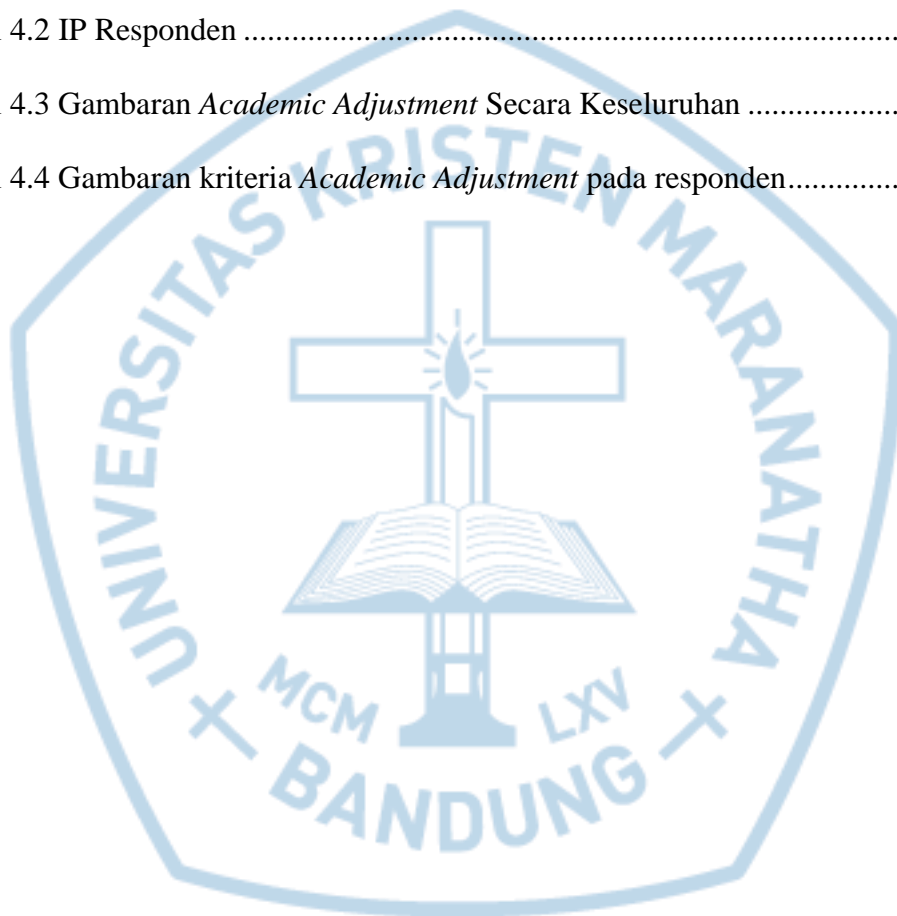 4.2 IP Responden ....................................................................................
4.3 Gambaran Academic Adjustment Secara Keseluruhan ...................
4.4 Gambaran kriteria Academic Adjustment pada responden..............
UNIVERSITAS KRISTEN MARANATHA
MCM LXV
+ BANDUNG +